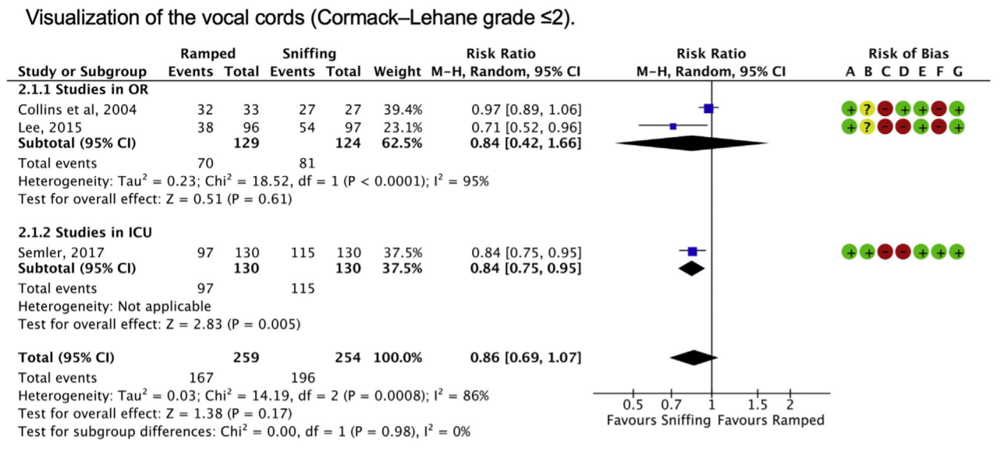 Visualization of the vocal cords (Cormack–Lehane grade ≤2).
Ramped Sniffing Risk Ratio Risk Ratio Risk of Bias
Study or Subgroup Events Total Events Total Weight M-H, Random, 95% CI M-H, Random, 95% CI A B C D E F G
2.1.1 Studies in OR
Collins et al, 2004 32 33 27 27 39.4% 0.97 [0.89, 1.06] + ? - + + - +
Lee, 2015 38 96 54 97 23.1% 0.71 [0.52, 0.96] + ? - - + - +
Subtotal (95% CI) 129 124 62.5% 0.84 [0.42, 1.66]
Total events 70 81
Heterogeneity: Tau² = 0.23; Chi² = 18.52, df = 1 (P < 0.0001); I² = 95%
Test for overall effect: Z = 0.51 (P = 0.61)
2.1.2 Studies in ICU
Semler, 2017 97 130 115 130 37.5% 0.84 [0.75, 0.95] + + - - + + +
Subtotal (95% CI) 130 130 37.5% 0.84 [0.75, 0.95]
Total events 97 115
Heterogeneity: Not applicable
Test for overall effect: Z = 2.83 (P = 0.005)
Total (95% CI) 259 254 100.0% 0.86 [0.69, 1.07]
Total events 167 196
Heterogeneity: Tau² = 0.03; Chi² = 14.19, df = 2 (P = 0.0008); I² = 86%
Test for overall effect: Z = 1.38 (P = 0.17)
Test for subgroup differences: Chi² = 0.00, df = 1 (P = 0.98), I² = 0%
0.5 0.7 1 1.5 2
Favours Sniffing Favours Ramped